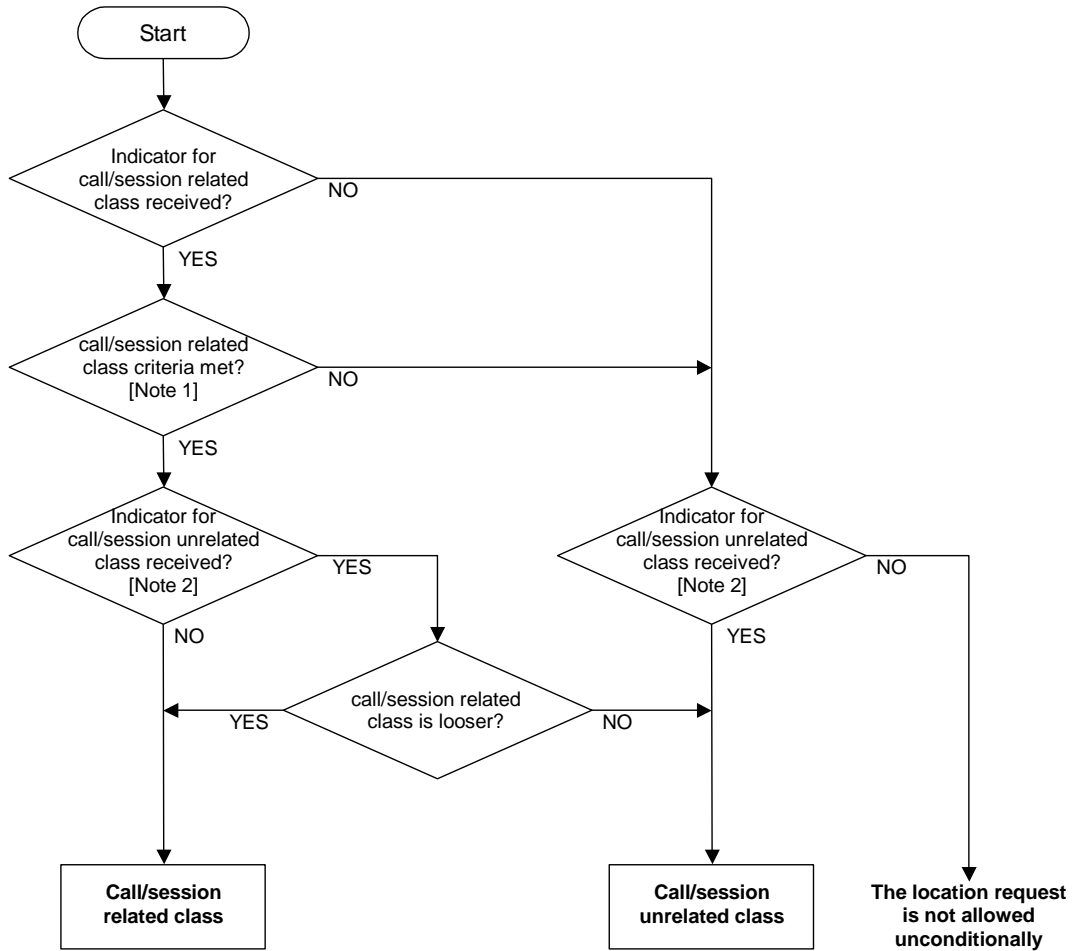 Start
Indicator for
call/session related
class received?
NO
YES
call/session related
class criteria met?
[Note 1]
NO
YES
Indicator for
call/session unrelated
class received?
[Note 2]
YES
NO
Indicator for
call/session unrelated
class received?
[Note 2]
NO
YES
call/session related
class is looser?
YES
NO
Call/session
related class
Call/session
unrelated class
The location request
is not allowed
unconditionally